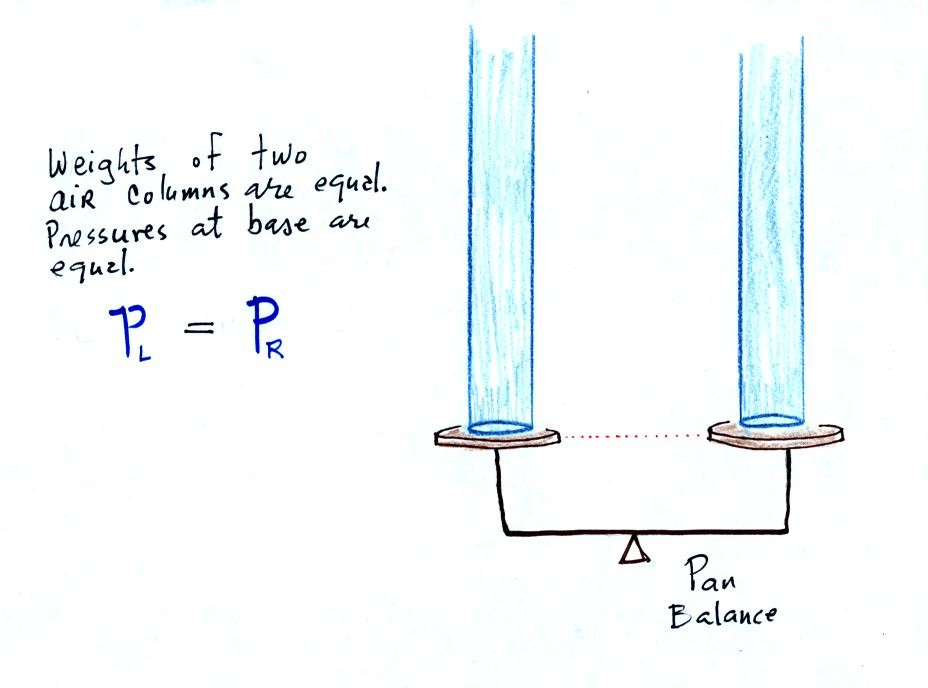 Weights of two
air columns are equal.
Pressures at base are
equal.
PL = PR
Pan
Balance